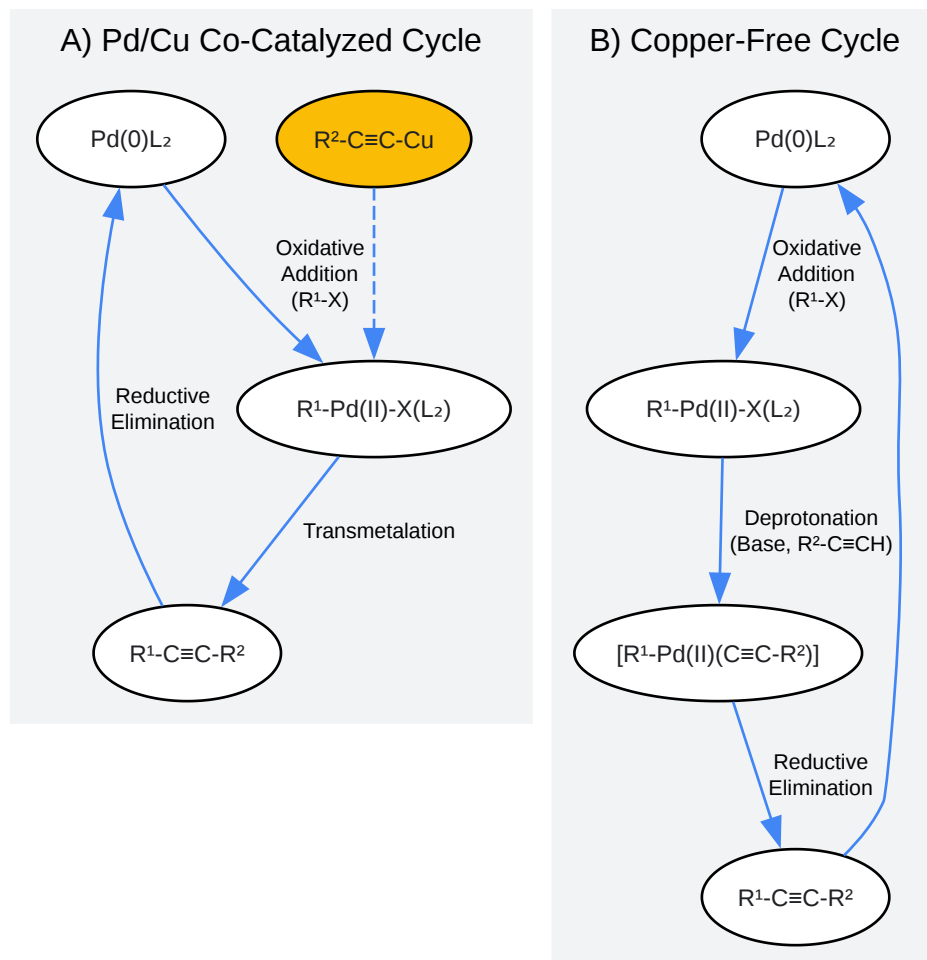 A) Pd/Cu Co-Catalyzed Cycle
Pd(0)L₂
R²-C≡C-Cu
Oxidative
Addition
(R¹-X)
Reductive
Elimination
R¹-Pd(II)-X(L₂)
Transmetalation
R¹-C≡C-R²
B) Copper-Free Cycle
Pd(0)L₂
Oxidative
Addition
(R¹-X)
R¹-Pd(II)-X(L₂)
Deprotonation
(Base, R²-C≡CH)
[R¹-Pd(II)(C≡C-R²)]
Reductive
Elimination
R¹-C≡C-R²